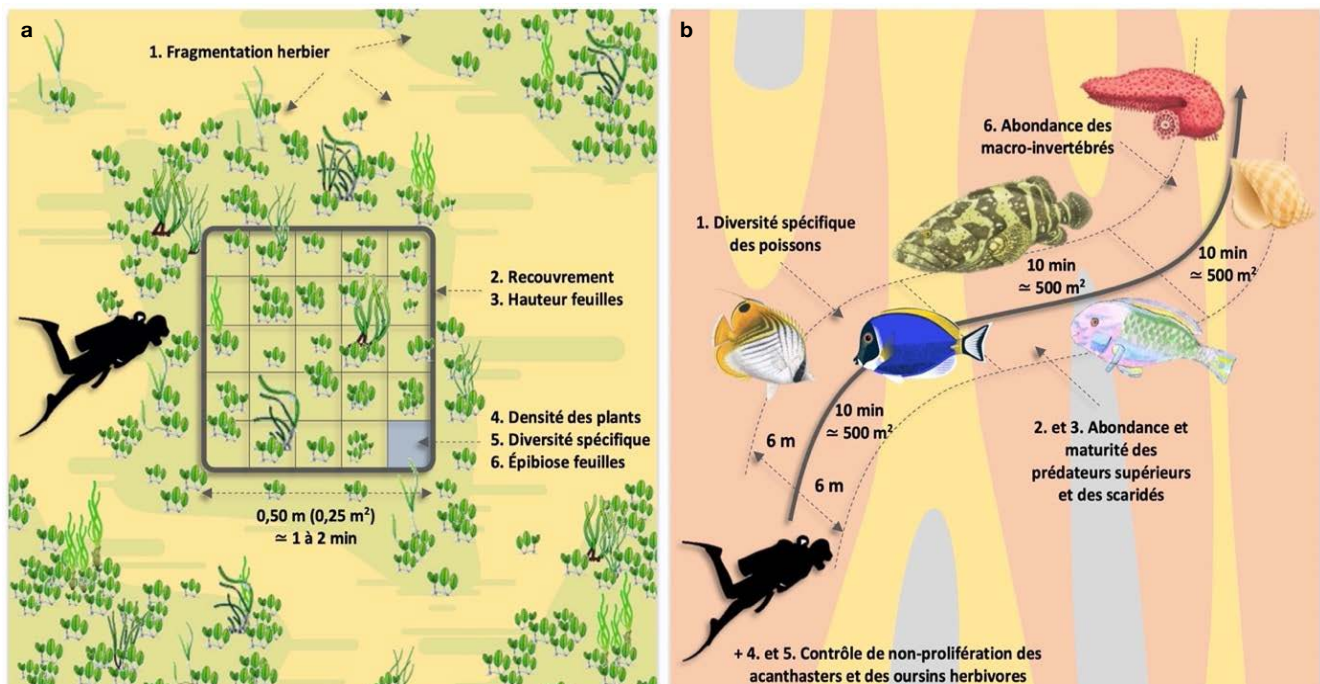 a
1. Fragmentation herbier
2. Recouvrement
3. Hauteur feuilles
4. Densité des plants
5. Diversité spécifique
6. Épibiose feuilles
0,50 m (0,25 m²)
≃ 1 à 2 min
b
6. Abondance des
macro-invertébrés
1. Diversité spécifique
des poissons
10 min
≃ 500 m²
10 min
≃ 500 m²
10 min
≃ 500 m²
6 m
6 m
2. et 3. Abondance et
maturité des
prédateurs supérieurs
et des scaridés
+ 4. et 5. Contrôle de non-prolifération des
acanthasters et des oursins herbivores